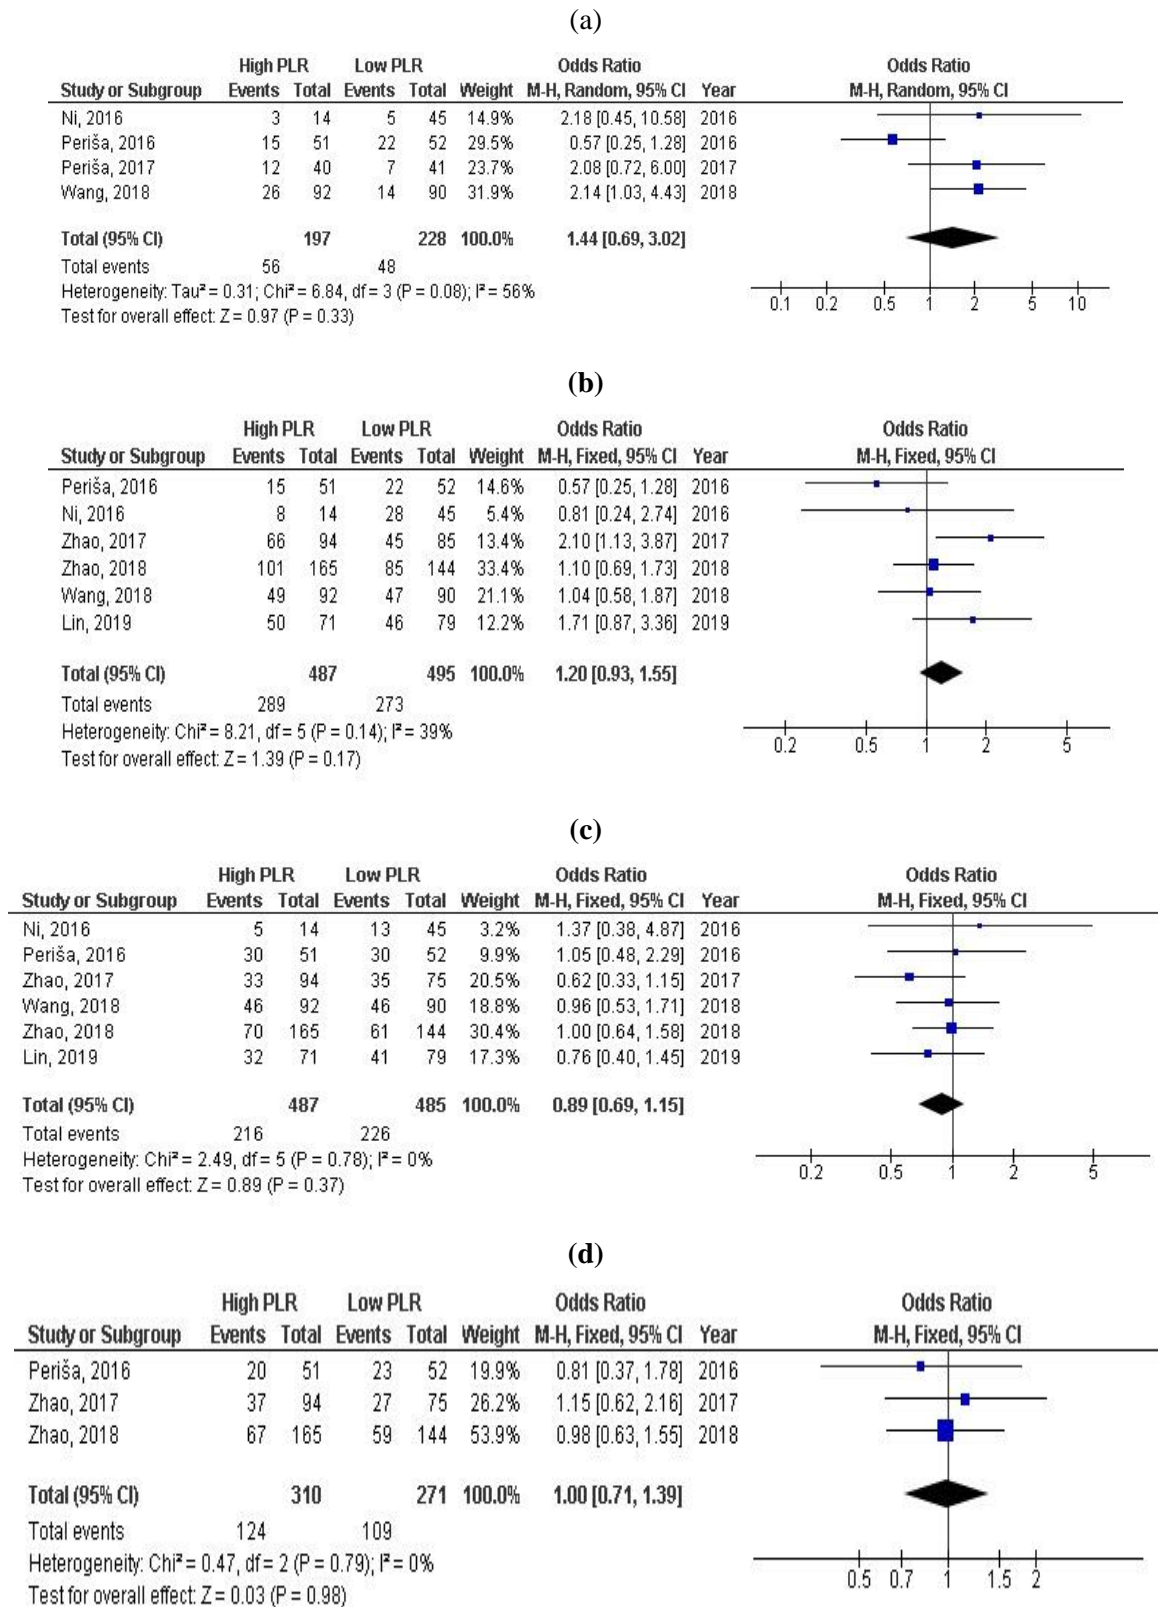 (a)
High PLR Low PLR Odds Ratio Odds Ratio
Study or Subgroup Events Total Events Total Weight M-H, Random, 95% CI Year M-H, Random, 95% CI
Ni, 2016 3 14 5 45 14.9% 2.18 [0.45, 10.58] 2016
Periša, 2016 15 51 22 52 29.5% 0.57 [0.25, 1.28] 2016
Periša, 2017 12 40 7 41 23.7% 2.08 [0.72, 6.00] 2017
Wang, 2018 26 92 14 90 31.9% 2.14 [1.03, 4.43] 2018
Total (95% CI) 197 228 100.0% 1.44 [0.69, 3.02]
Total events 56 48
Heterogeneity: Tau² = 0.31; Chi² = 6.84, df = 3 (P = 0.08); I² = 56%
Test for overall effect: Z = 0.97 (P = 0.33)
0.1 0.2 0.5 1 2 5 10
(b)
High PLR Low PLR Odds Ratio Odds Ratio
Study or Subgroup Events Total Events Total Weight M-H, Fixed, 95% CI Year M-H, Fixed, 95% CI
Periša, 2016 15 51 22 52 14.6% 0.57 [0.25, 1.28] 2016
Ni, 2016 8 14 28 45 5.4% 0.81 [0.24, 2.74] 2016
Zhao, 2017 66 94 45 85 13.4% 2.10 [1.13, 3.87] 2017
Zhao, 2018 101 165 85 144 33.4% 1.10 [0.69, 1.73] 2018
Wang, 2018 49 92 47 90 21.1% 1.04 [0.58, 1.87] 2018
Lin, 2019 50 71 46 79 12.2% 1.71 [0.87, 3.36] 2019
Total (95% CI) 487 495 100.0% 1.20 [0.93, 1.55]
Total events 289 273
Heterogeneity: Chi² = 8.21, df = 5 (P = 0.14); I² = 39%
Test for overall effect: Z = 1.39 (P = 0.17)
0.2 0.5 1 2 5
(c)
High PLR Low PLR Odds Ratio Odds Ratio
Study or Subgroup Events Total Events Total Weight M-H, Fixed, 95% CI Year M-H, Fixed, 95% CI
Ni, 2016 5 14 13 45 3.2% 1.37 [0.38, 4.87] 2016
Periša, 2016 30 51 30 52 9.9% 1.05 [0.48, 2.29] 2016
Zhao, 2017 33 94 35 75 20.5% 0.62 [0.33, 1.15] 2017
Wang, 2018 46 92 46 90 18.8% 0.96 [0.53, 1.71] 2018
Zhao, 2018 70 165 61 144 30.4% 1.00 [0.64, 1.58] 2018
Lin, 2019 32 71 41 79 17.3% 0.76 [0.40, 1.45] 2019
Total (95% CI) 487 485 100.0% 0.89 [0.69, 1.15]
Total events 216 226
Heterogeneity: Chi² = 2.49, df = 5 (P = 0.78); I² = 0%
Test for overall effect: Z = 0.89 (P = 0.37)
0.2 0.5 1 2 5
(d)
High PLR Low PLR Odds Ratio Odds Ratio
Study or Subgroup Events Total Events Total Weight M-H, Fixed, 95% CI Year M-H, Fixed, 95% CI
Periša, 2016 20 51 23 52 19.9% 0.81 [0.37, 1.78] 2016
Zhao, 2017 37 94 27 75 26.2% 1.15 [0.62, 2.16] 2017
Zhao, 2018 67 165 59 144 53.9% 0.98 [0.63, 1.55] 2018
Total (95% CI) 310 271 100.0% 1.00 [0.71, 1.39]
Total events 124 109
Heterogeneity: Chi² = 0.47, df = 2 (P = 0.79); I² = 0%
Test for overall effect: Z = 0.03 (P = 0.98)
0.5 0.7 1 1.5 2